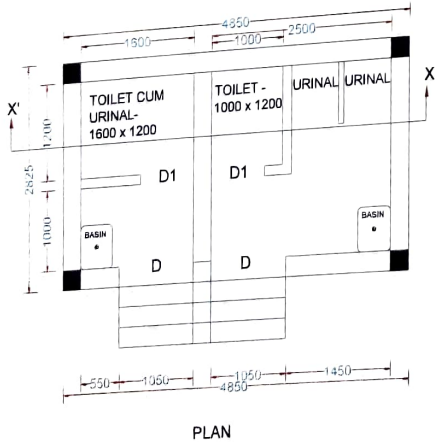 4850
1600
2500
1000
X'
X
TOILET CUM
URINAL-
1600 x 1200
TOILET -
1000 x 1200
URINAL
URINAL
1200
2825
D1
D1
1000
BASIN
BASIN
D
D
550
1050
1050
1450
4850
PLAN